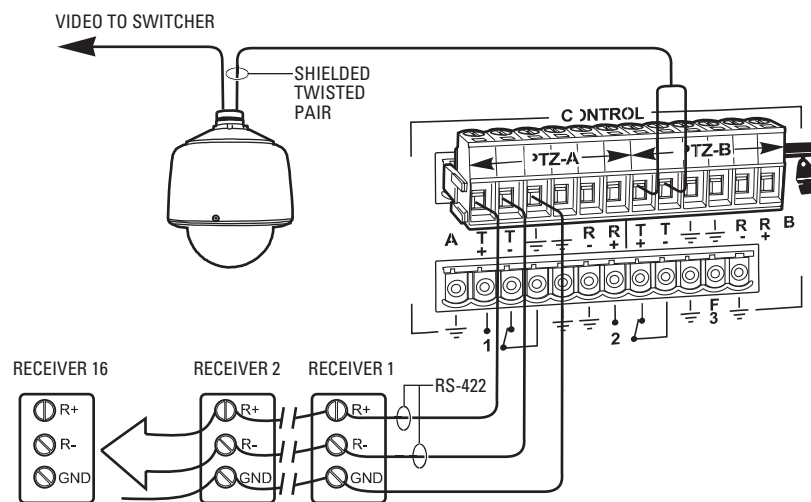 VIDEO TO SWITCHER
SHIELDED
TWISTED
PAIR
CONTROL
PTZ-A
PTZ-B
A T+ T- R- R+ T+ T- R- R+ B
1
2
F
3
RECEIVER 16
RECEIVER 2
RECEIVER 1
RS-422
R+
R+
R+
R-
R-
R-
GND
GND
GND